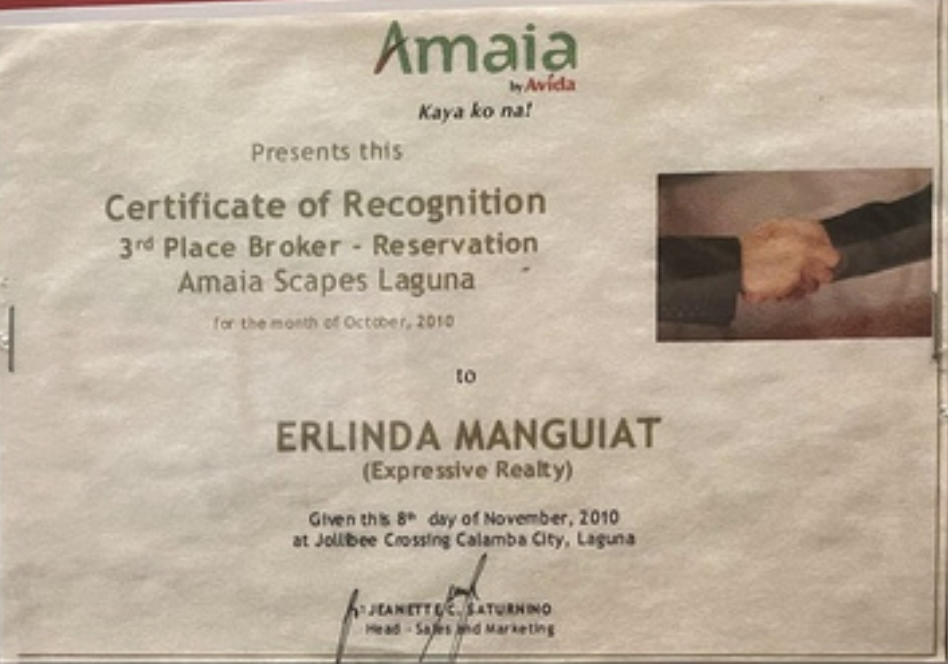 Amaia
by Avida
Kaya ko na!
Presents this
Certificate of Recognition
3rd Place Broker - Reservation
Amaia Scapes Laguna
for the month of October, 2010
to
ERLINDA MANGUIAT
(Expressive Realty)
Given this 8th day of November, 2010
at Jollibee Crossing Calamba City, Laguna
JEANETTE C. SATURNINO
Head - Sales and Marketing